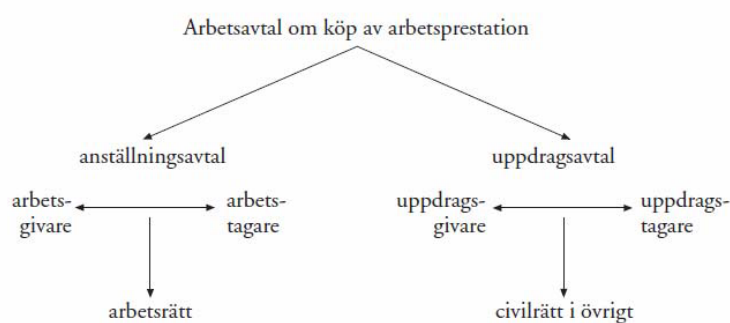 Arbetsavtal om köp av arbetsprestation
anställningsavtal
uppdragsavtal
arbets-
givare
arbets-
tagare
uppdrags-
givare
uppdrags-
tagare
arbetsrätt
civilrätt i övrigt